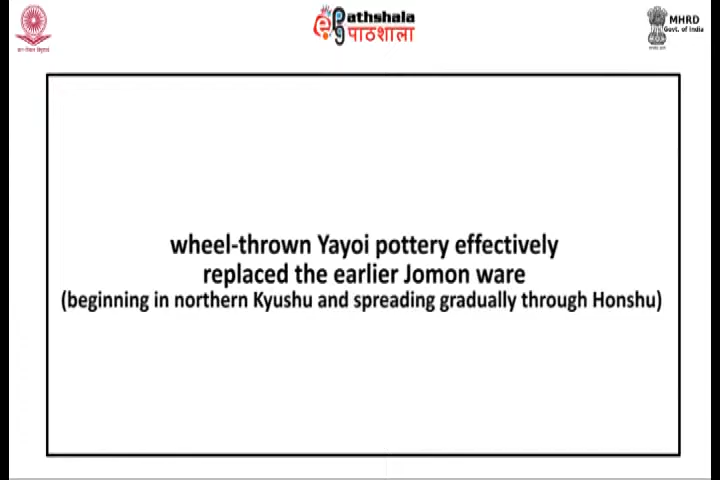 Pathshala
पाठशाला
MHRD
Govt. of India
wheel-thrown Yayoi pottery effectively
replaced the earlier Jomon ware
(beginning in northern Kyushu and spreading gradually through Honshu)